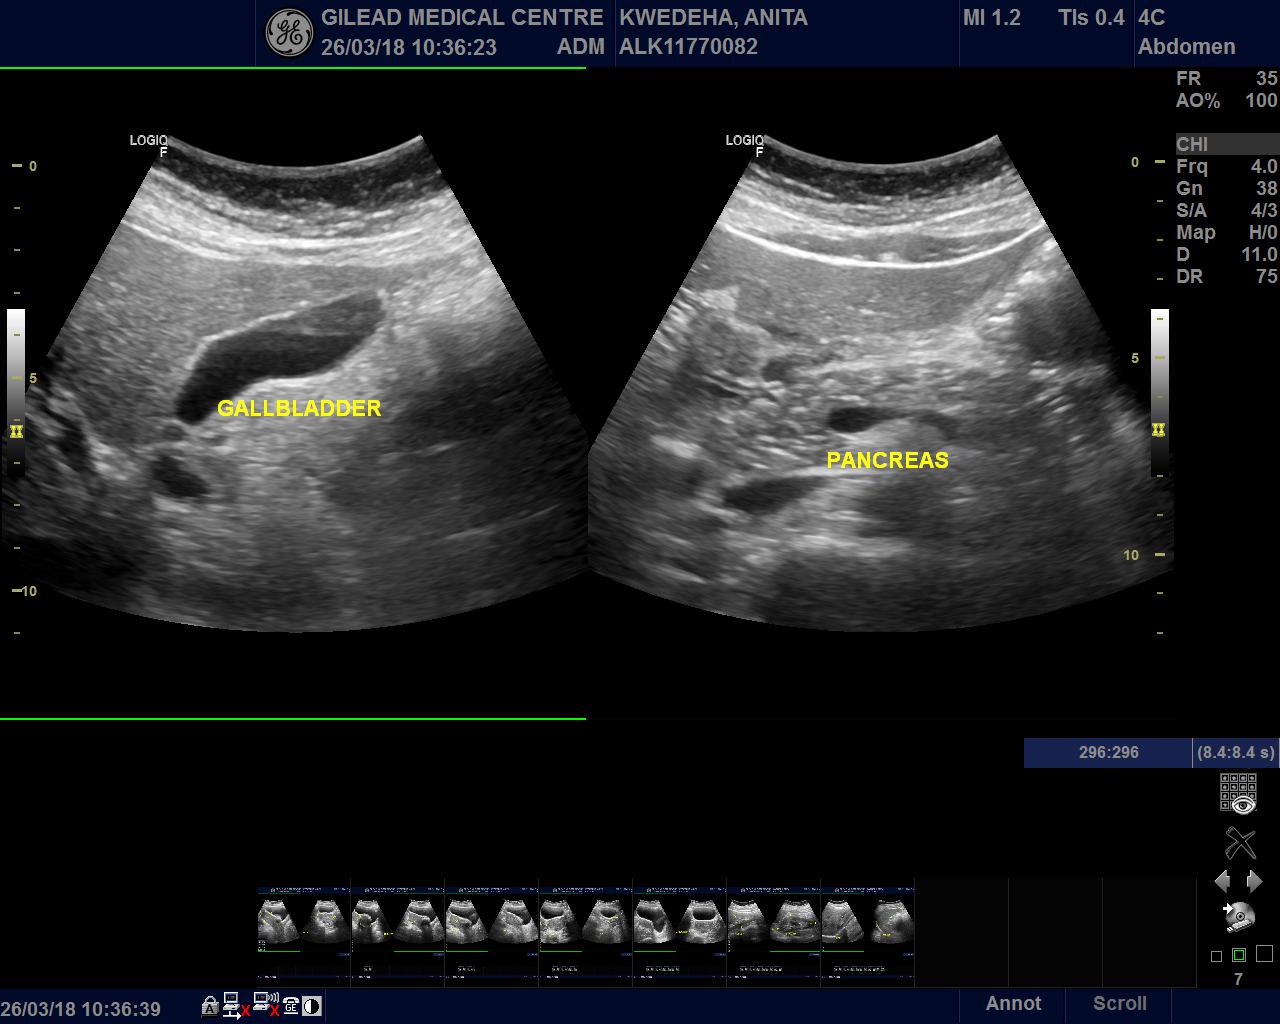 GILEAD MEDICAL CENTRE
26/03/18 10:36:23 ADM
KWEDEHA, ANITA
ALK11770082
MI 1.2 TIs 0.4
4C
Abdomen
FR 35
AO% 100
CHI
Frq 4.0
Gn 38
S/A 4/3
Map H/0
D 11.0
DR 75
LOGIQ
F
0
5
10
GALLBLADDER
LOGIQ
F
0
5
10
PANCREAS
296:296 (8.4:8.4 s)
7
26/03/18 10:36:39
A
GE
Annot
Scroll